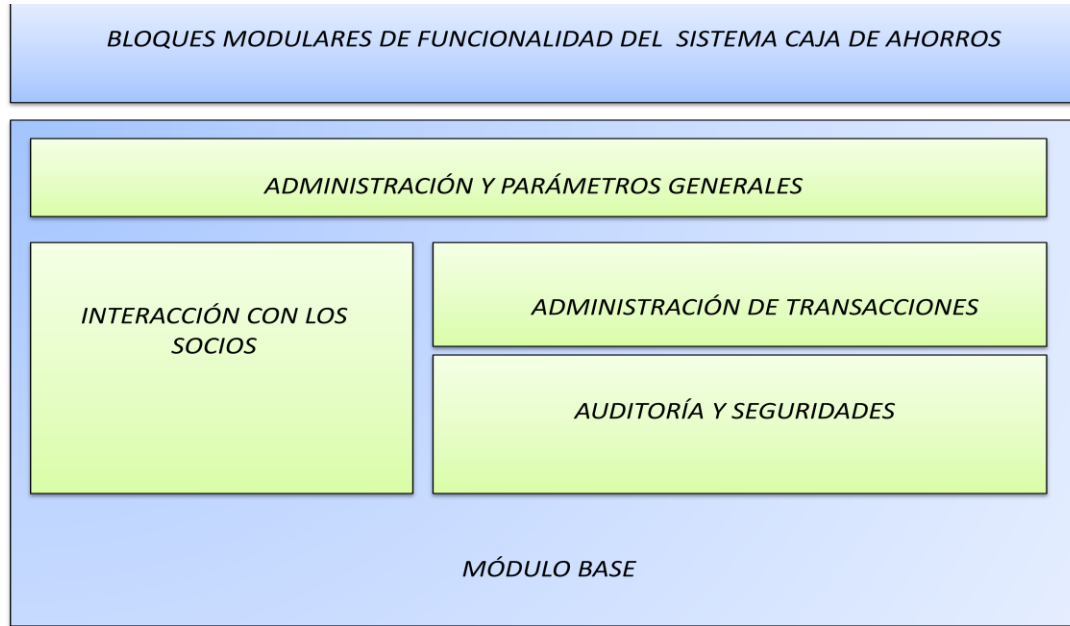 BLOQUES MODULARES DE FUNCIONALIDAD DEL SISTEMA CAJA DE AHORROS
ADMINISTRACIÓN Y PARÁMETROS GENERALES
INTERACCIÓN CON LOS
SOCIOS
ADMINISTRACIÓN DE TRANSACCIONES
AUDITORÍA Y SEGURIDADES
MÓDULO BASE